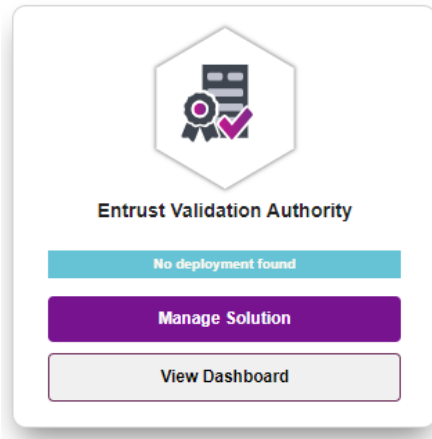 Entrust Validation Authority
No deployment found
Manage Solution
View Dashboard